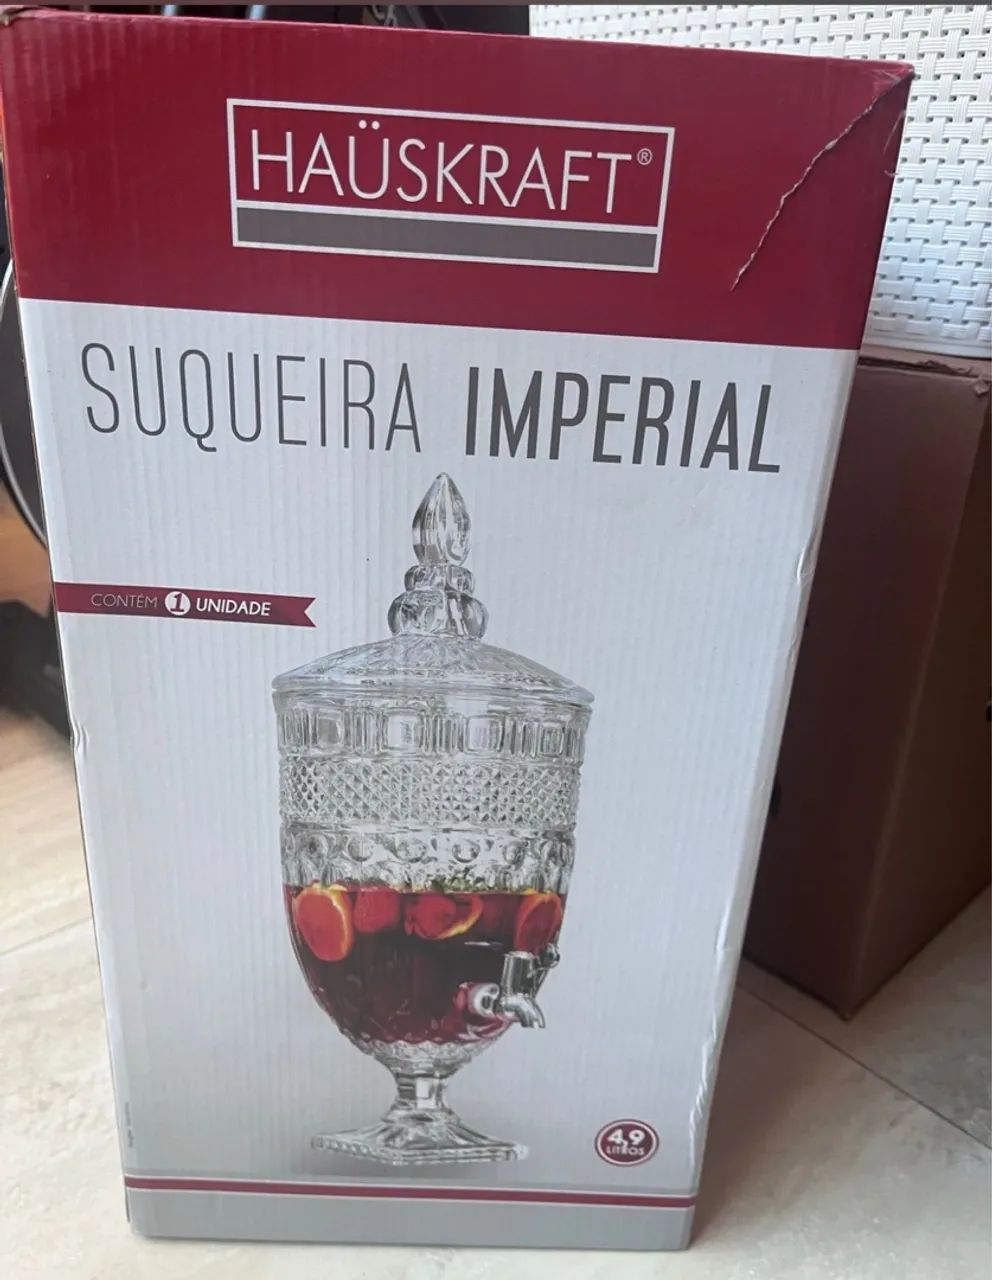 HAÜSKRAFT®
SUQUEIRA IMPERIAL
CONTÉM 1 UNIDADE
4,9
LITROS